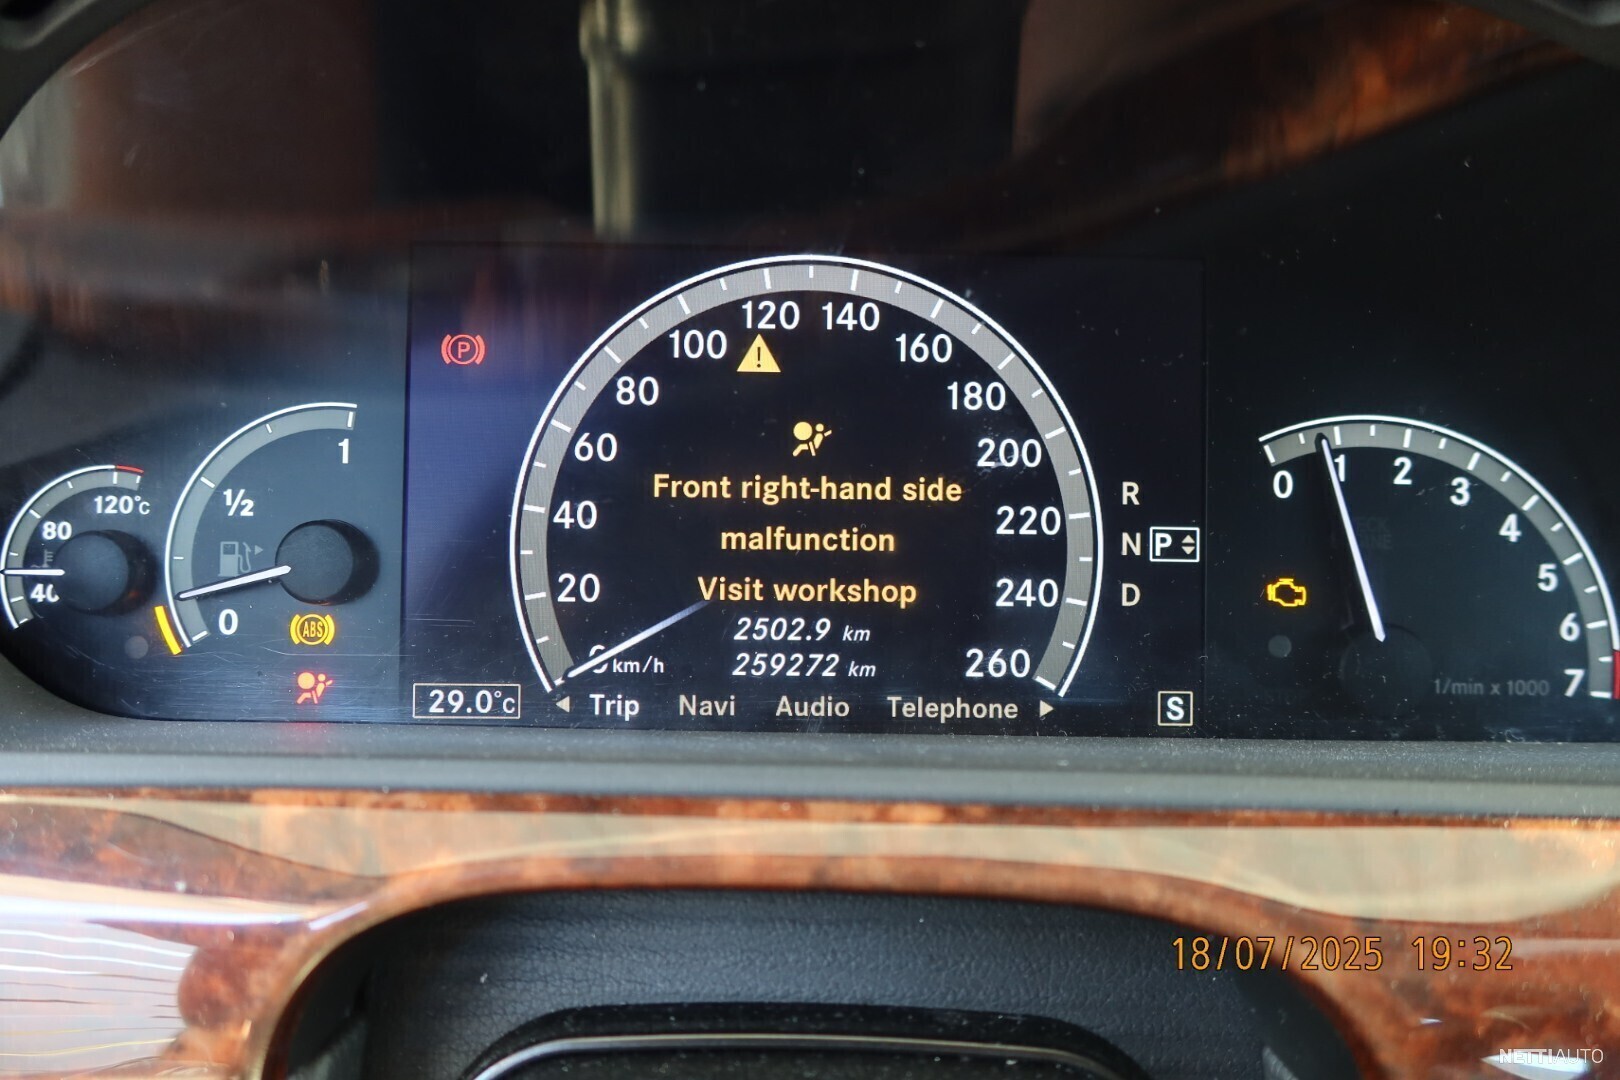 120 140
100 160
80 180
60 200
40 220
20 240
0 km/h 260
Front right-hand side
malfunction
Visit workshop
2502.9 km
259272 km
29.0°C
Trip Navi Audio Telephone
R
N P
D
S
120°C
80
40
1
1/2
0
ABS
P
0 1 2 3 4 5 6 7
1/min x 1000
18/07/2025 19:32
NETTIAUTO